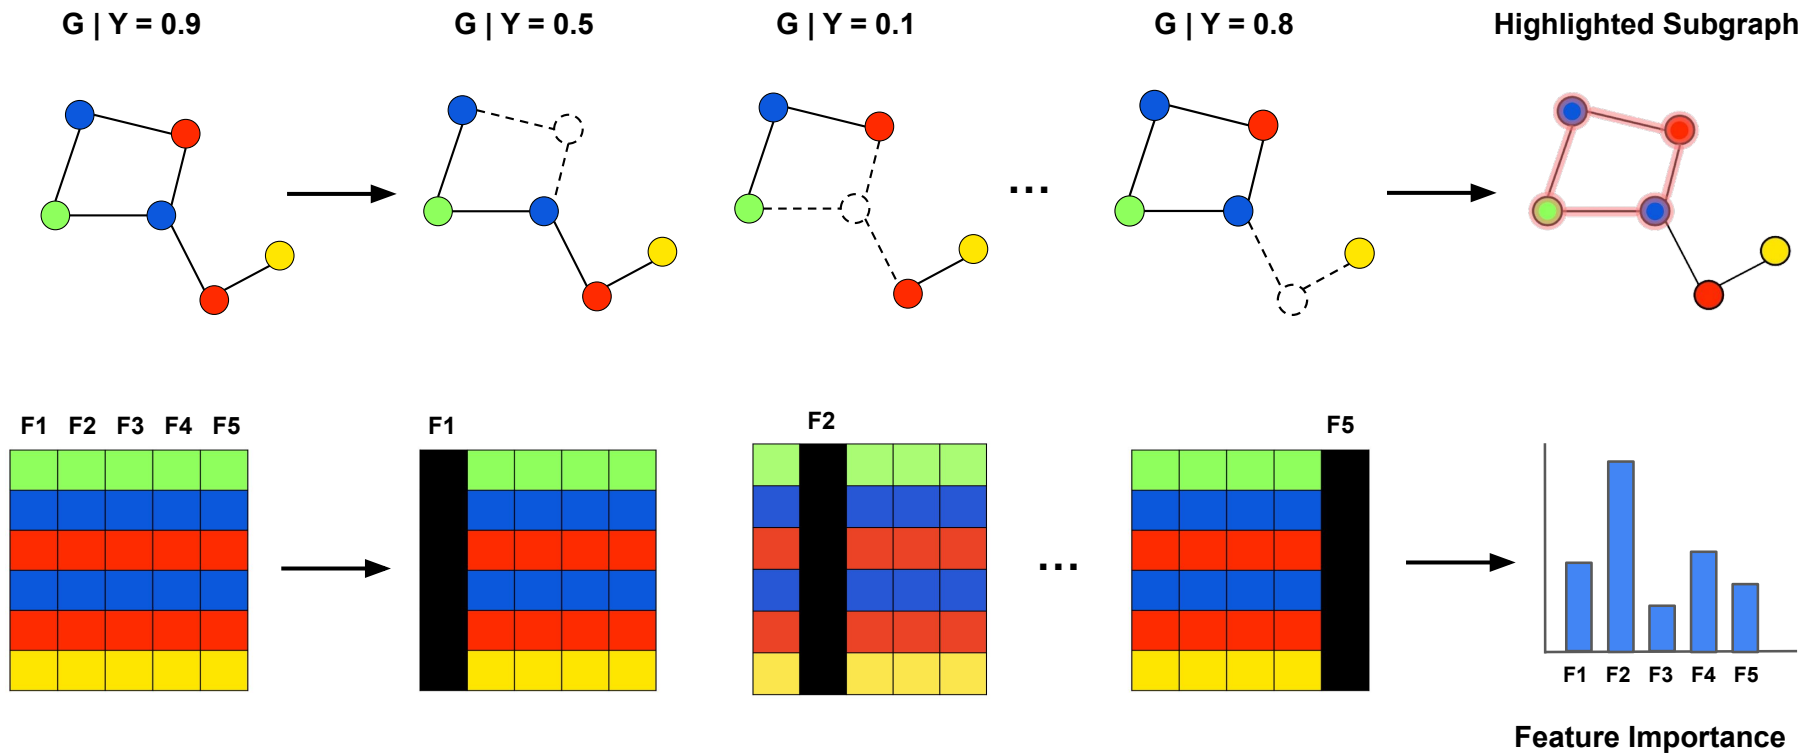 G | Y = 0.9
G | Y = 0.5
G | Y = 0.1
G | Y = 0.8
Highlighted Subgraph
...
F1 F2 F3 F4 F5
F1
F2
F5
...
F1 F2 F3 F4 F5
Feature Importance